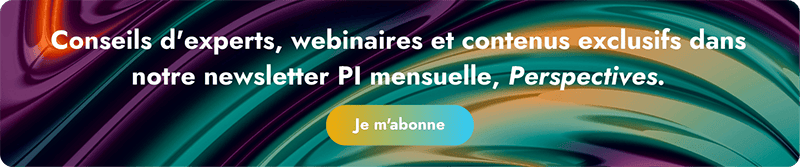 Conseils d'experts, webinaires et contenus exclusifs dans
notre newsletter PI mensuelle, Perspectives.
Je m'abonne